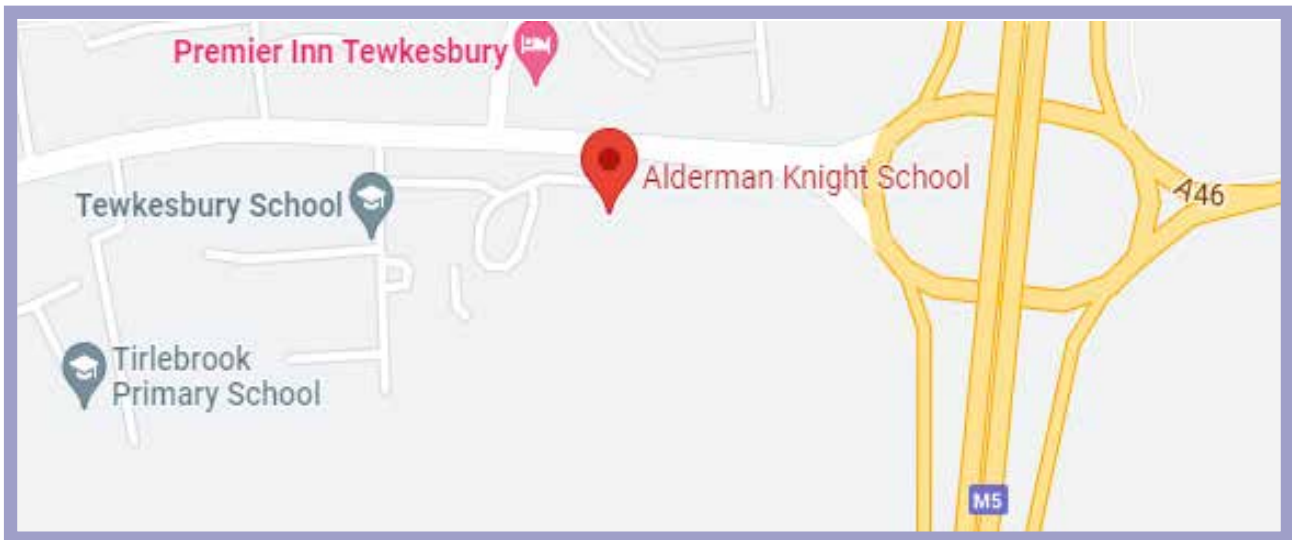 Premier Inn Tewkesbury
Alderman Knight School
A46
Tewkesbury School
Tirlebrook
Primary School
M5